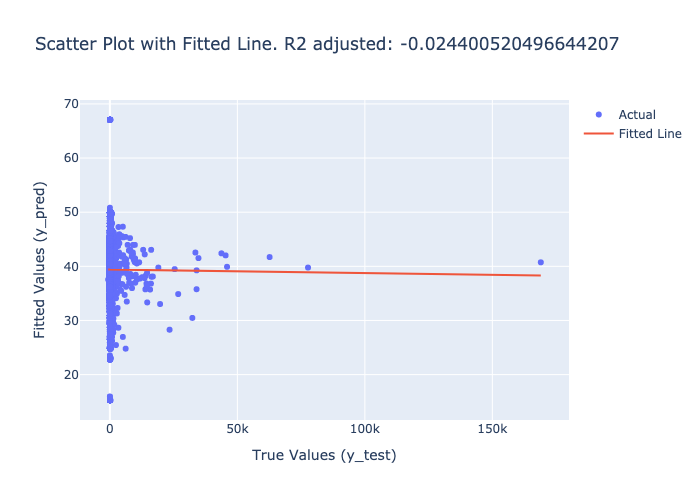 Scatter Plot with Fitted Line. R2 adjusted: -0.024400520496644207
Actual
Fitted Line
70
60
50
40
30
20
Fitted Values (y_pred)
0
50k
100k
150k
True Values (y_test)